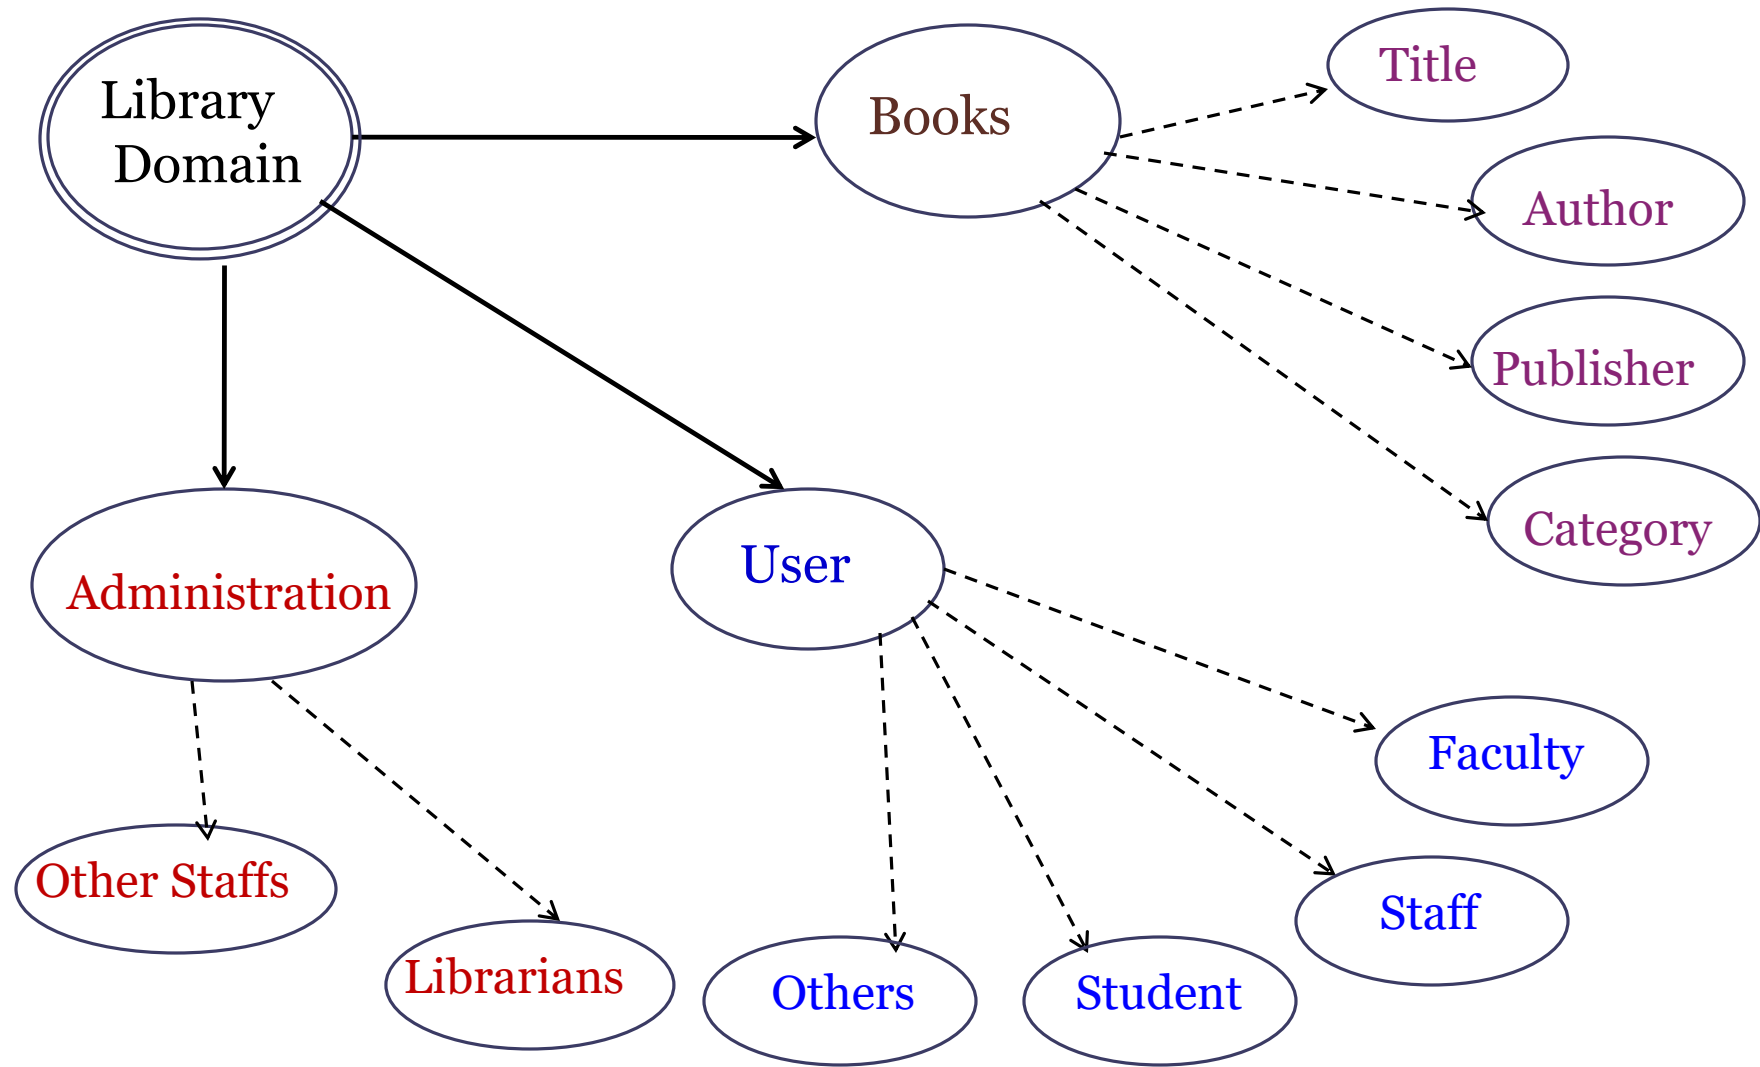 Library
Domain
Books
Title
Author
Publisher
Category
Administration
User
Faculty
Other Staffs
Staff
Librarians
Others
Student